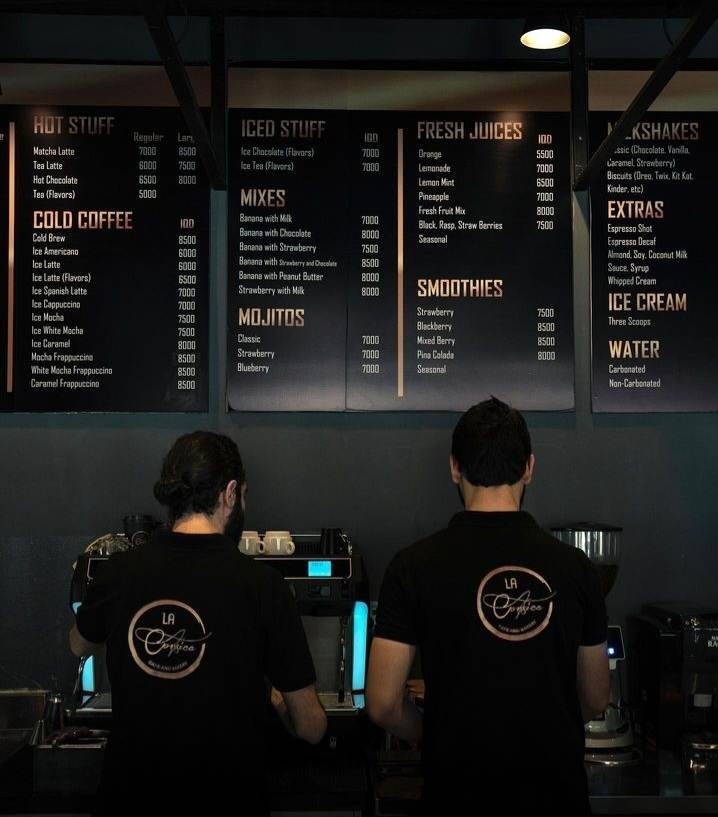 HOT STUFF
Regular
Matcha Latte 7000 8500
Tea Latte 6000 7500
Hot Chocolate 6500 8000
Tea (Flavors) 5000
COLD COFFEE IQD
Cold Brew 8500
Ice Americano 6000
Ice Latte 6000
Ice Latte (Flavors) 6500
Ice Spanish Latte 7000
Ice Cappuccino 7000
Ice Mocha 7500
Ice White Mocha 7500
Ice Caramel 8000
Mocha Frappuccino 8500
White Mocha Frappuccino 8500
Caramel Frappuccino 8500
ICED STUFF IQD
Ice Chocolate (Flavors) 7000
Ice Tea (Flavors) 7000
MIXES
Banana with Milk 7000
Banana with Chocolate 8000
Banana with Strawberry 7500
Banana with Strawberry and Chocolate 8500
Banana with Peanut Butter 8000
Strawberry with Milk 8000
MOJITOS
Classic 7000
Strawberry 7000
Blueberry 7000
FRESH JUICES IQD
Orange 5500
Lemonade 7000
Lemon Mint 6500
Pineapple 7000
Fresh Fruit Mix 8000
Black, Rasp, Straw Berries 7500
Seasonal
SMOOTHIES
Strawberry 7500
Blackberry 8500
Mixed Berry 8500
Pina Colada 8000
Seasonal
(Chocolate, Vanilla,
Caramel, Strawberry)
Biscuits (Oreo, Twix, Kit Kat,
Kinder, etc)
EXTRAS
Espresso Shot
Espresso Decaf
Almond, Soy, Coconut Milk
Sauce, Syrup
Whipped Cream
ICE CREAM
Three Scoops
WATER
Carbonated
Non-Carbonated
LA
LA
CAFE AND BAKERY